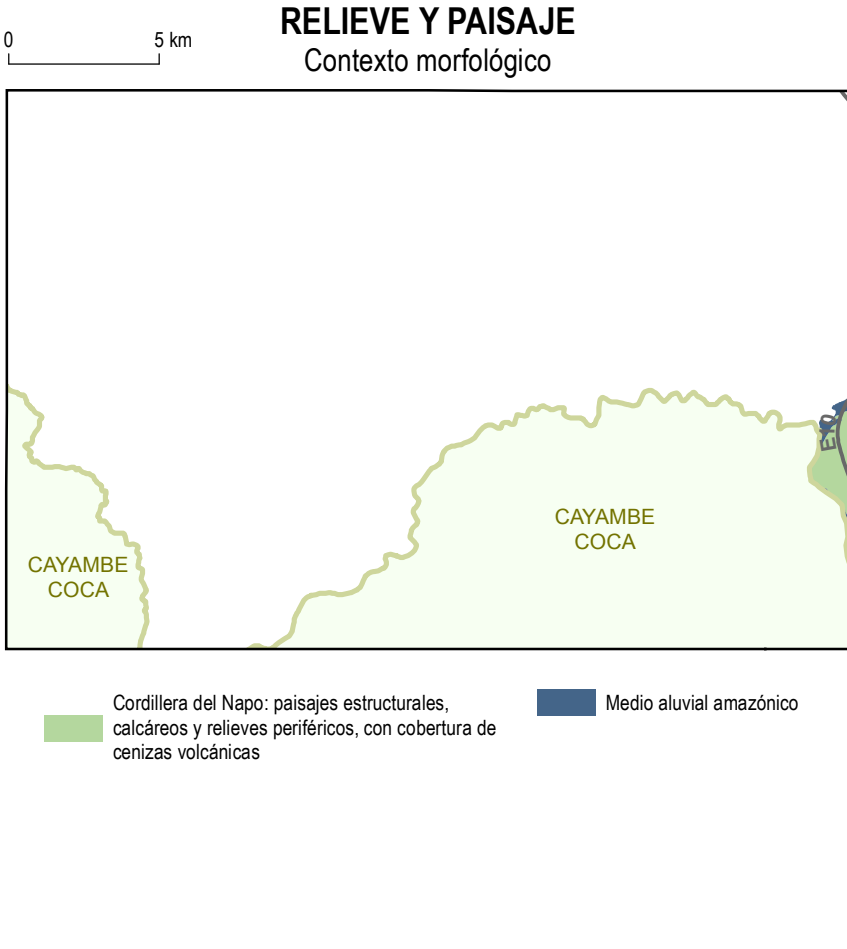 RELIEVE Y PAISAJE
Contexto morfológico
0 5 km
E10
CAYAMBE
COCA
CAYAMBE
COCA
Cordillera del Napo: paisajes estructurales,
calcáreos y relieves periféricos, con cobertura de
cenizas volcánicas
Medio aluvial amazónico